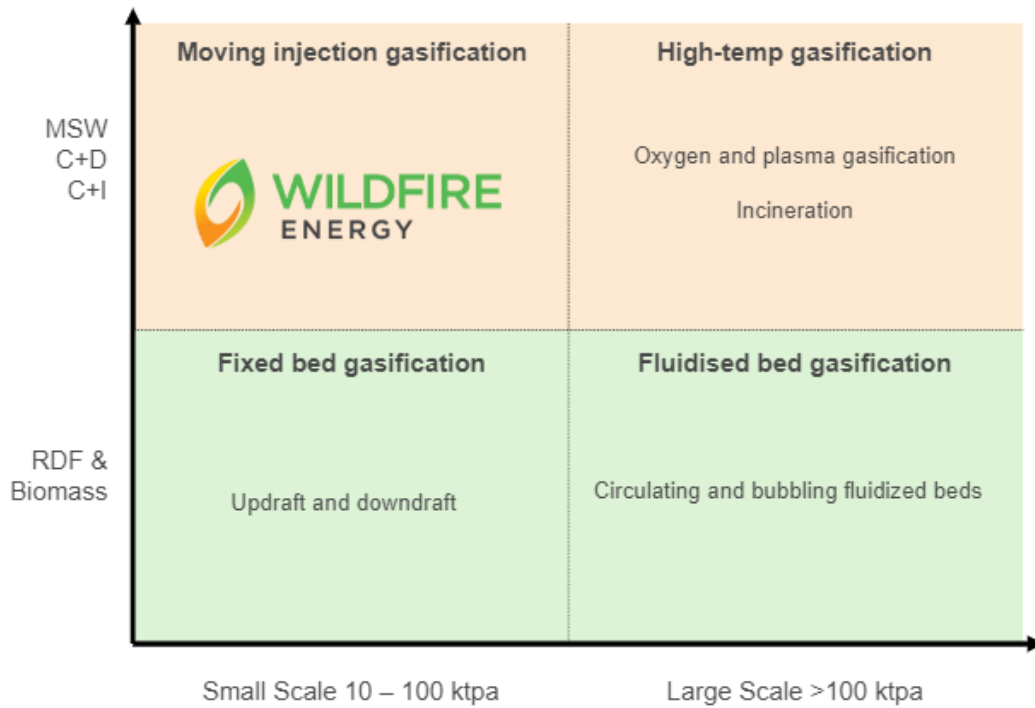 Moving injection gasification
High-temp gasification
MSW
C+D
C+I
WILDFIRE
ENERGY
Oxygen and plasma gasification
Incineration
Fixed bed gasification
Fluidised bed gasification
RDF &
Biomass
Updraft and downdraft
Circulating and bubbling fluidized beds
Small Scale 10 – 100 ktpa
Large Scale >100 ktpa